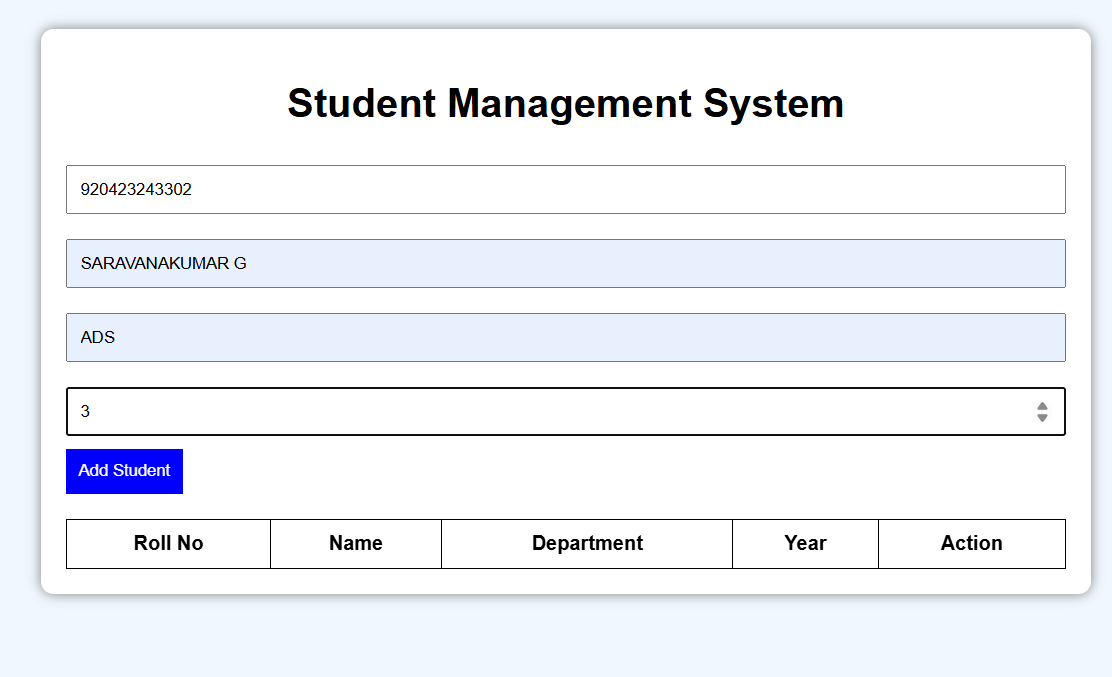 Student Management System
920423243302
SARAVANAKUMAR G
ADS
3
Add Student
Roll No Name Department Year Action